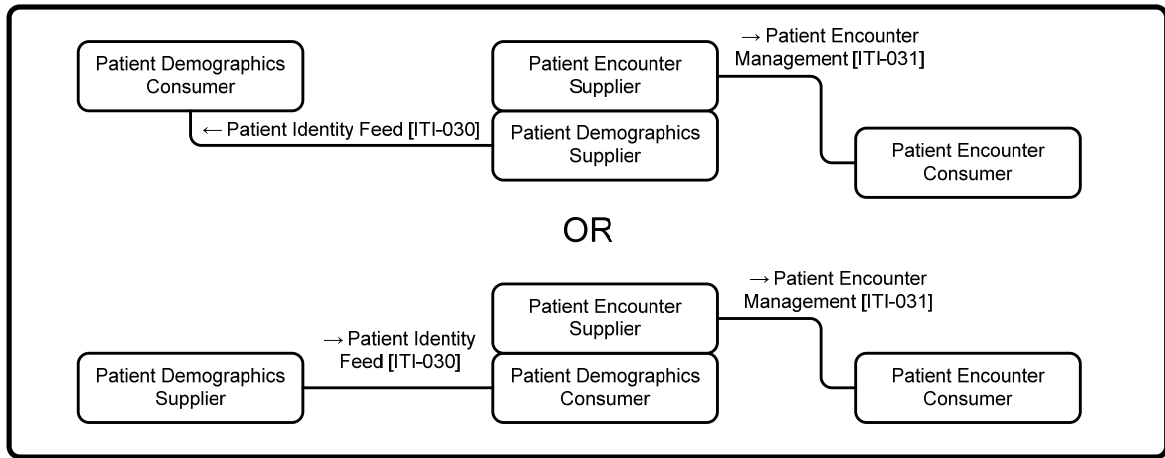 Patient Demographics
Consumer
Patient Encounter
Supplier
→ Patient Encounter
Management [ITI-031]
← Patient Identity Feed [ITI-030]
Patient Demographics
Supplier
Patient Encounter
Consumer
OR
Patient Encounter
Supplier
→ Patient Encounter
Management [ITI-031]
→ Patient Identity
Feed [ITI-030]
Patient Demographics
Supplier
Patient Demographics
Consumer
Patient Encounter
Consumer